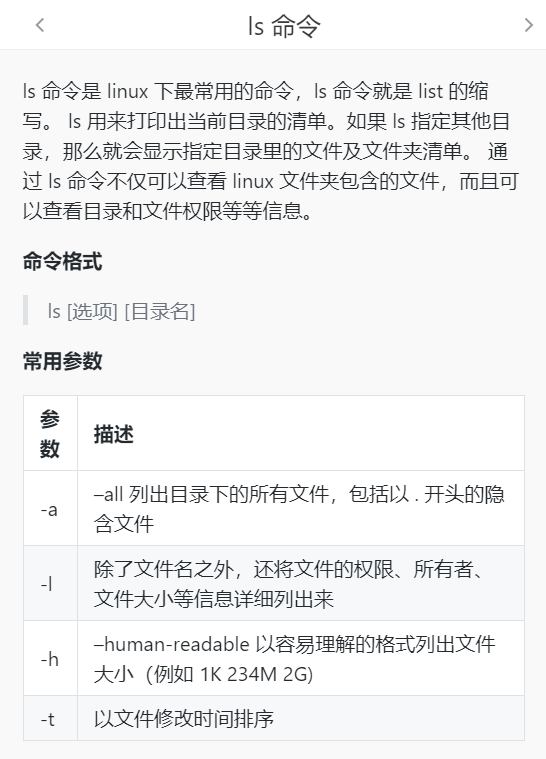 ls 命令
ls 命令是 linux 下最常用的命令，ls 命令就是 list 的缩
写。 ls 用来打印出当前目录的清单。如果 ls 指定其他目
录，那么就会显示指定目录里的文件及文件夹清单。 通
过 ls 命令不仅可以查看 linux 文件夹包含的文件，而且可
以查看目录和文件权限等等信息。
命令格式
ls [选项] [目录名]
常用参数
参
数
描述
-a
–all 列出目录下的所有文件，包括以 . 开头的隐
含文件
-l
除了文件名之外，还将文件的权限、所有者、
文件大小等信息详细列出来
-h
–human-readable 以容易理解的格式列出文件
大小（例如 1K 234M 2G)
-t
以文件修改时间排序